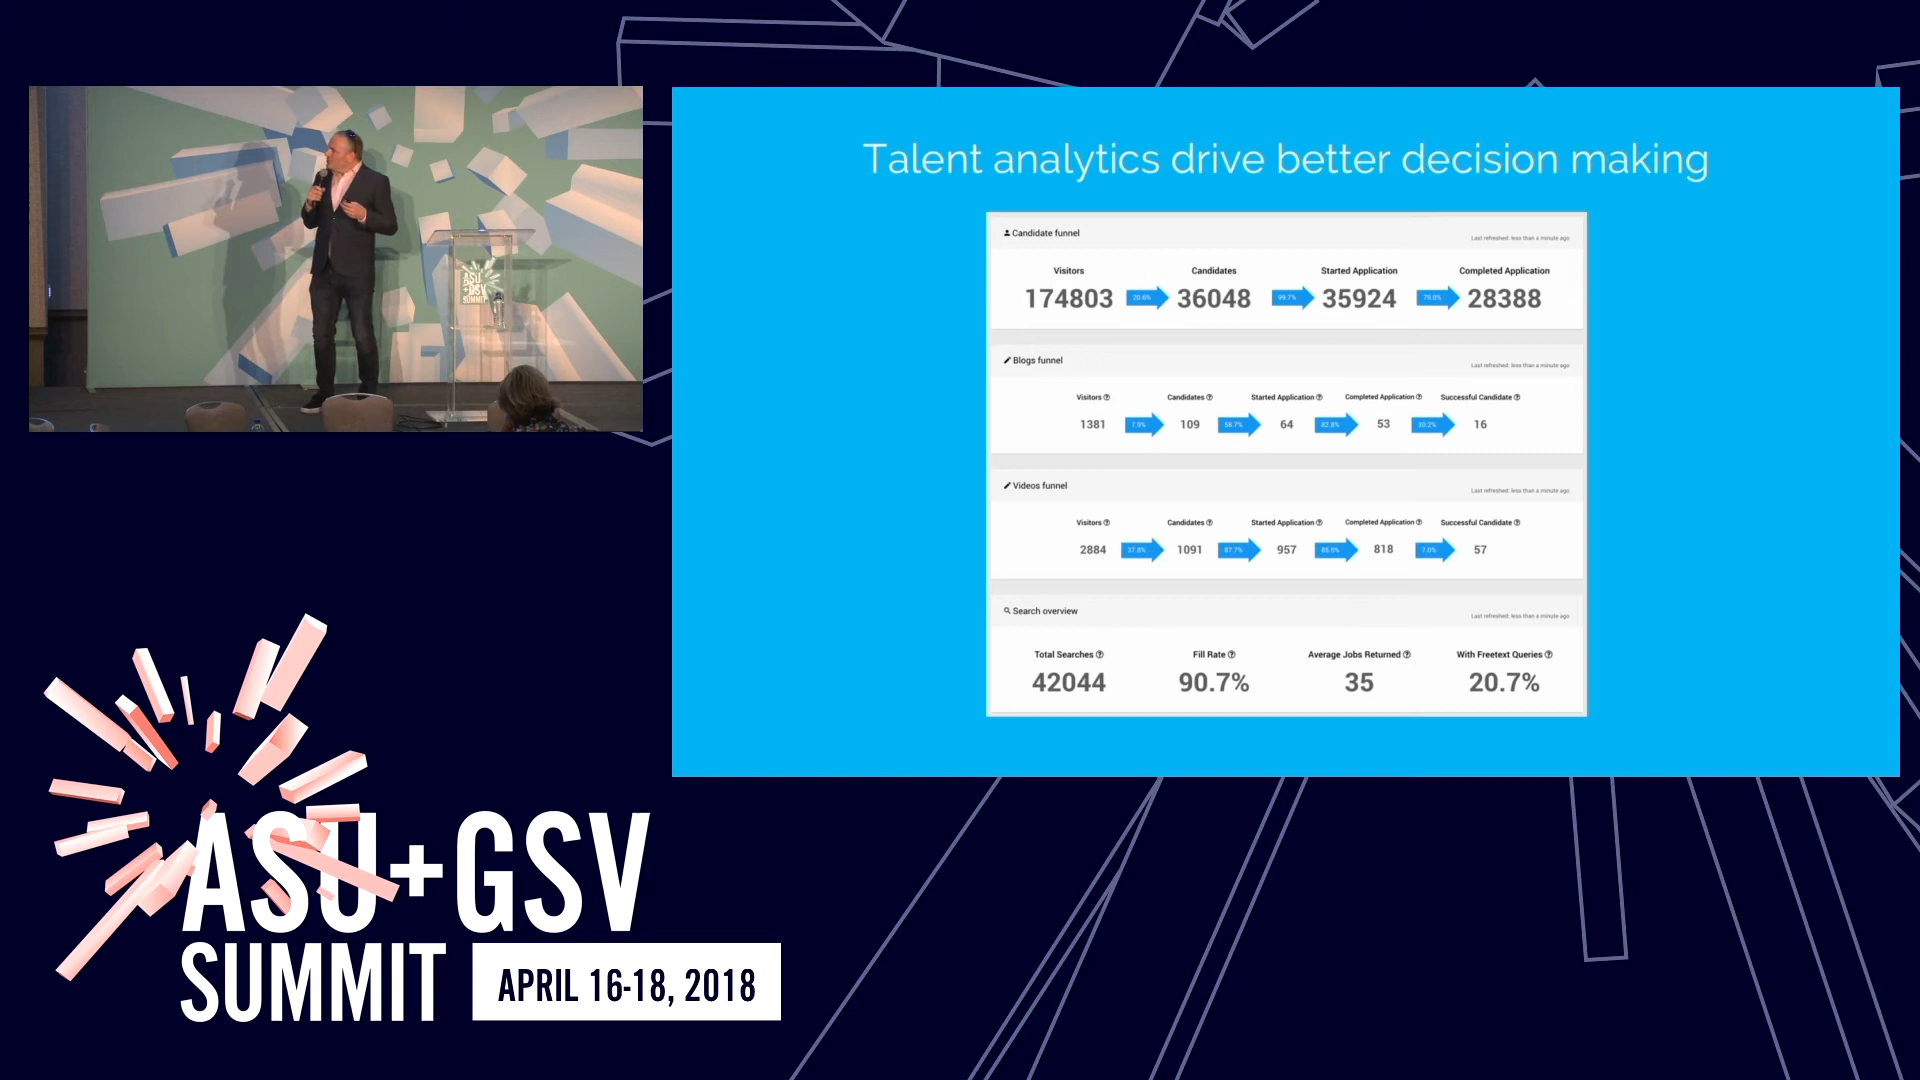 Talent analytics drive better decision making
Candidate funnel
Last refreshed: less than a minute ago
Visitors Candidates Started Application Completed Application
174803 20.6% 36048 99.7% 35924 79.0% 28388
Blogs funnel
Last refreshed: less than a minute ago
Visitors Candidates Started Application Completed Application Successful Candidate
1381 7.9% 109 58.7% 64 82.8% 53 30.2% 16
Videos funnel
Last refreshed: less than a minute ago
Visitors Candidates Started Application Completed Application Successful Candidate
2884 37.8% 1091 87.7% 957 85.5% 818 7.0% 57
Search overview
Last refreshed: less than a minute ago
Total Searches Fill Rate Average Jobs Returned With Freetext Queries
42044 90.7% 35 20.7%
ASU
+GSV
SUMMIT
ASU+GSV
SUMMIT
APRIL 16-18, 2018